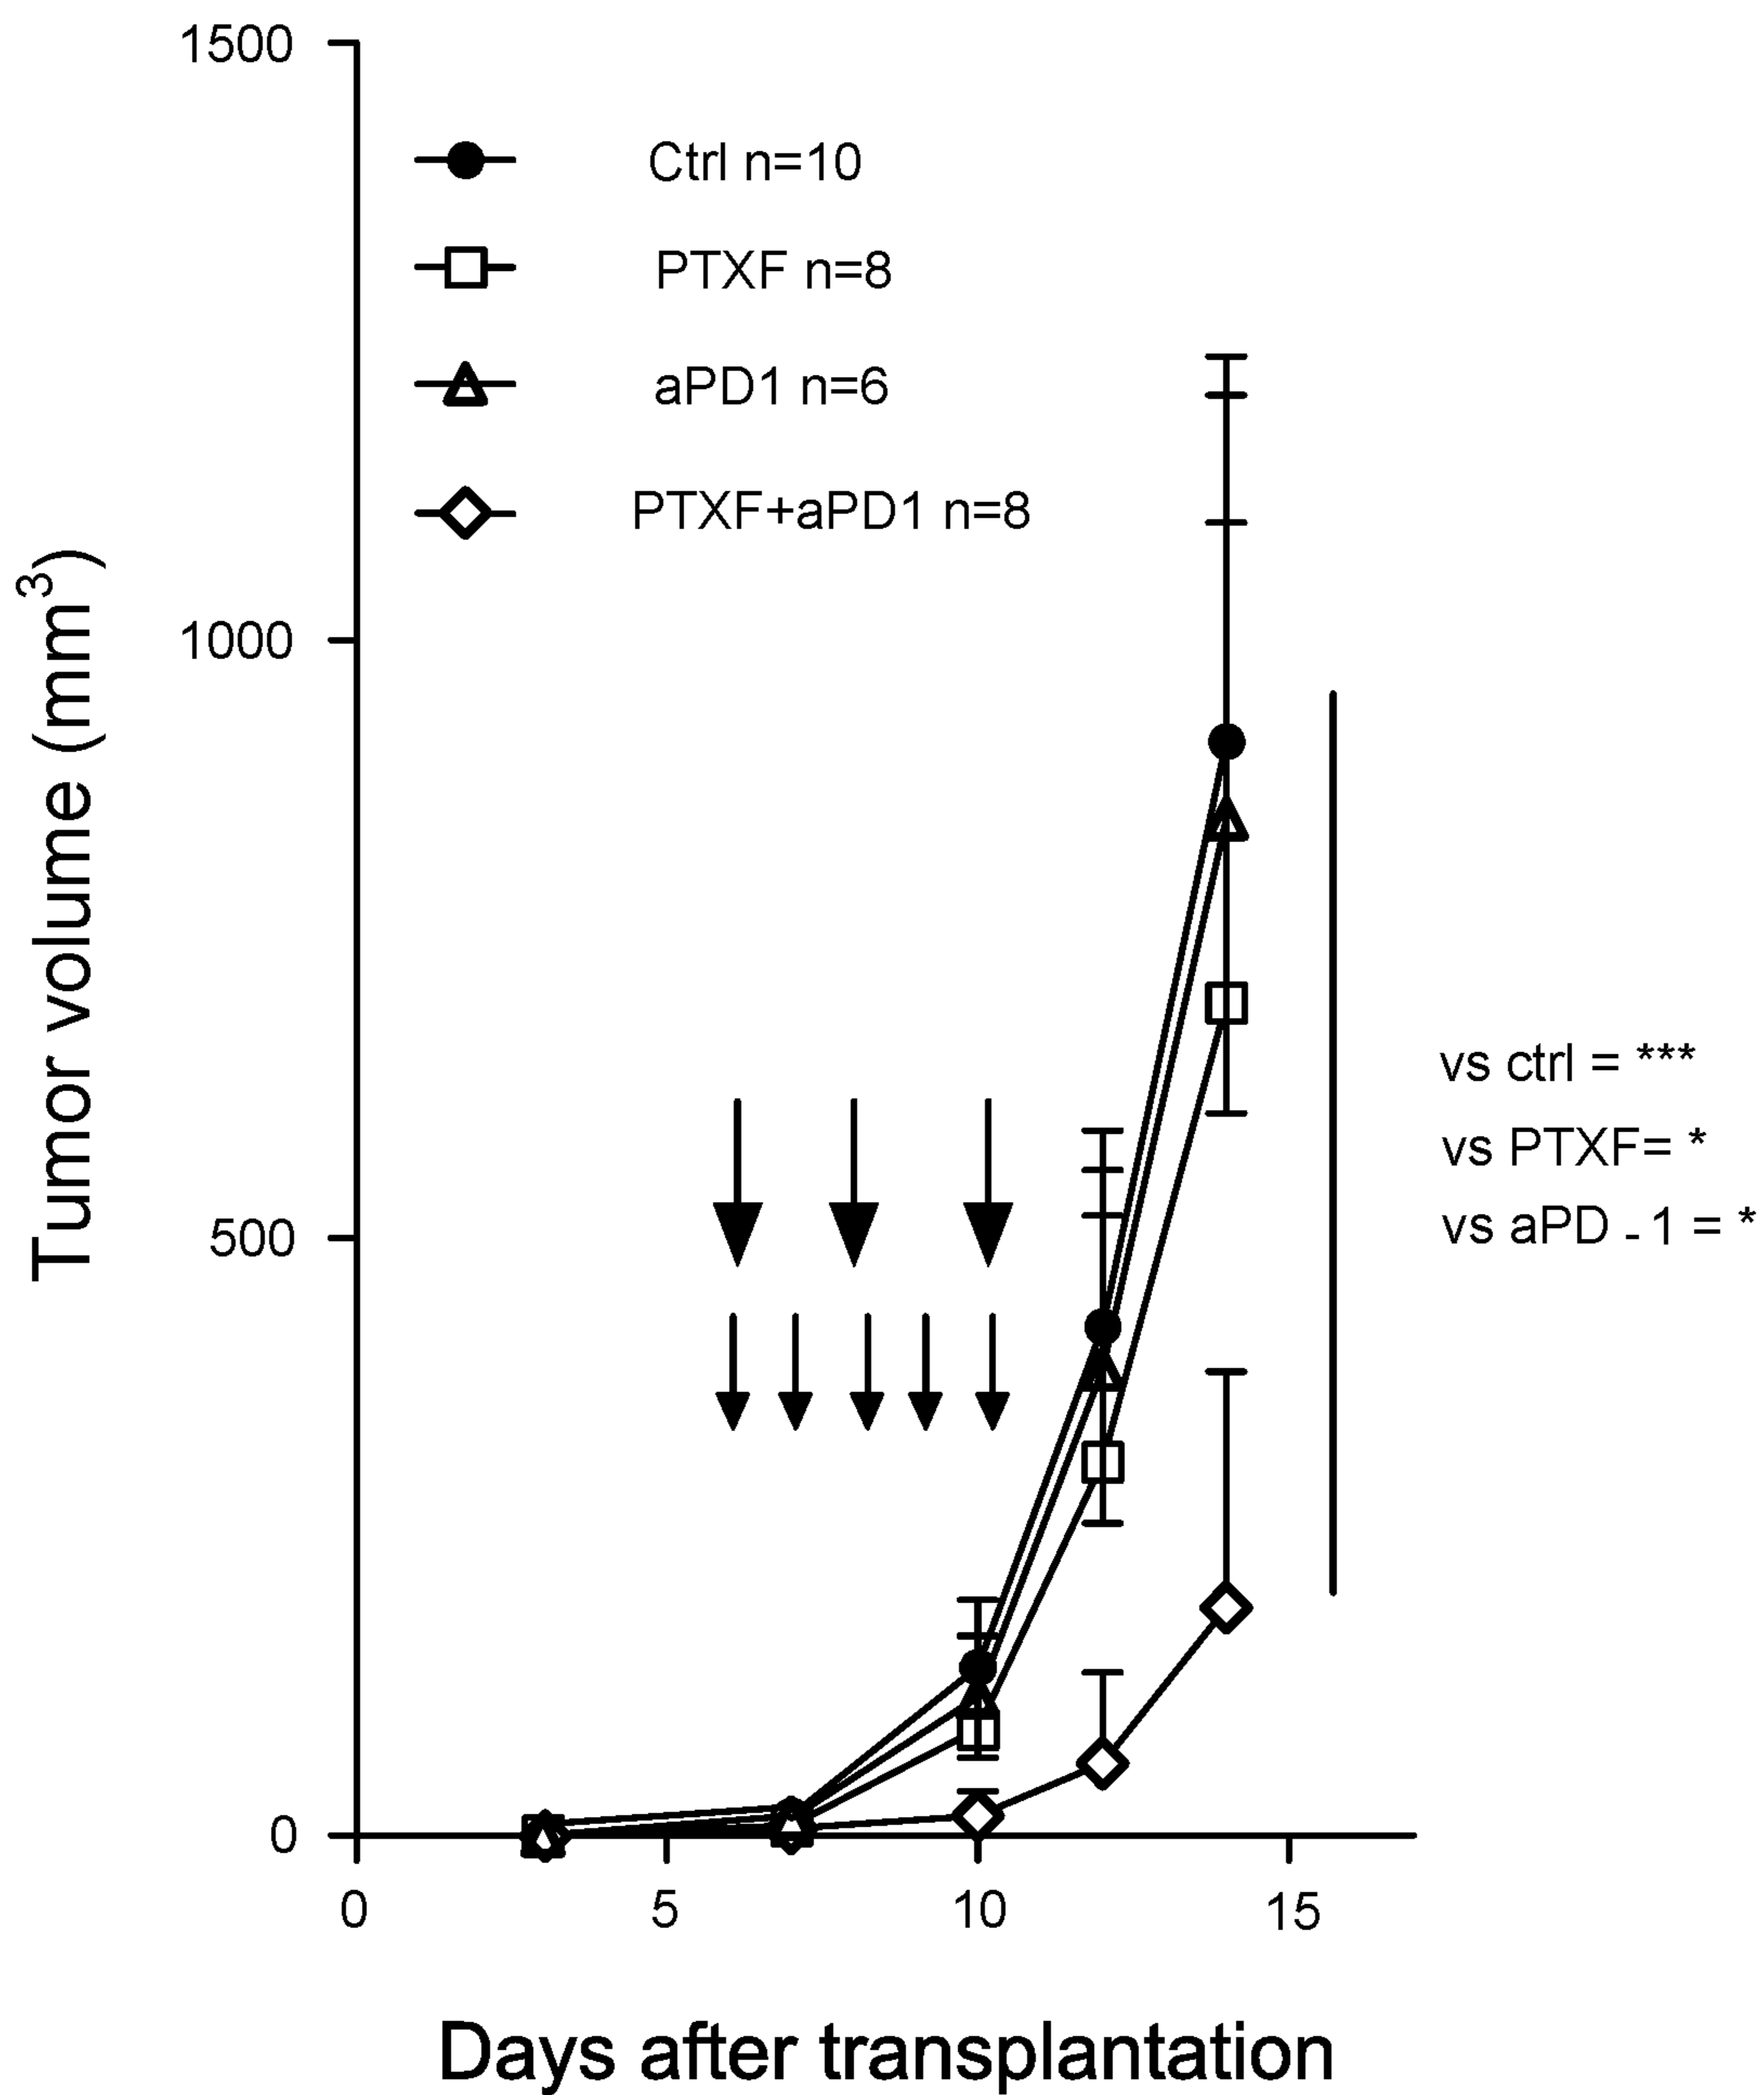 1500
Ctrl n=10
PTXF n=8
aPD1 n=6
PTXF+aPD1 n=8
Tumor volume (mm³)
1000
vs ctrl = ***
vs PTXF= *
vs aPD - 1 = *
500
0
0 5 10 15
Days after transplantation